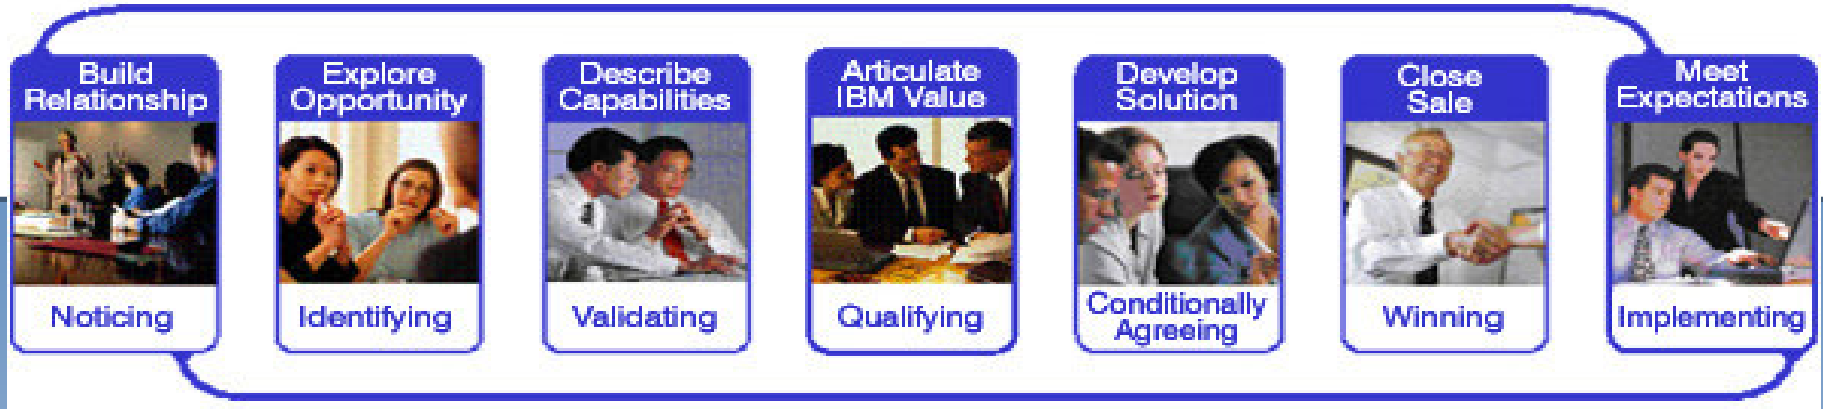 Build
Relationship
Noticing
Explore
Opportunity
Identifying
Describe
Capabilities
Validating
Articulate
IBM Value
Qualifying
Develop
Solution
Conditionally
Agreeing
Close
Sale
Winning
Meet
Expectations
Implementing